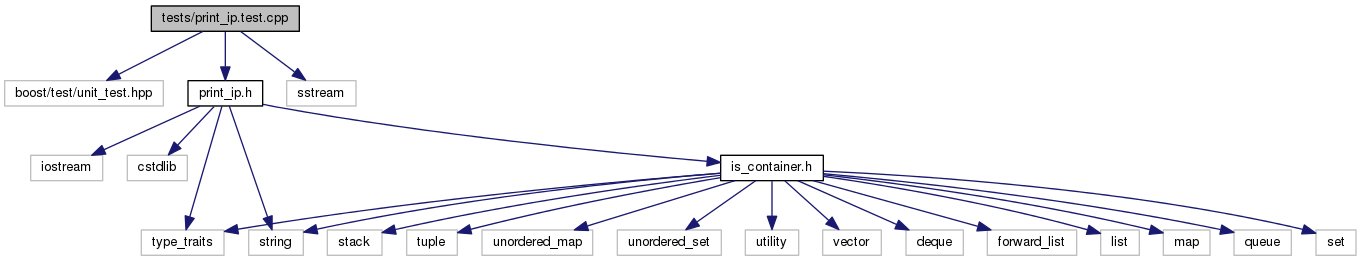 tests/print_ip.test.cpp
boost/test/unit_test.hpp
print_ip.h
sstream
iostream
cstdlib
is_container.h
type_traits
string
stack
tuple
unordered_map
unordered_set
utility
vector
deque
forward_list
list
map
queue
set